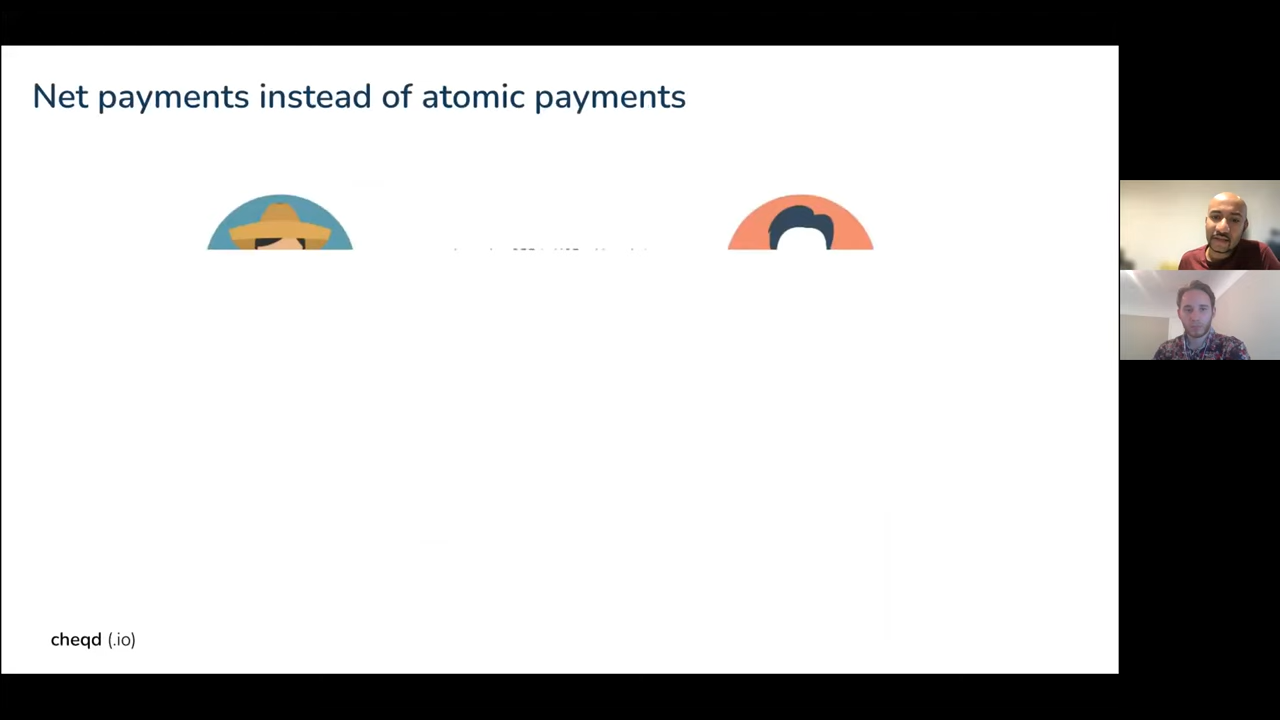 Net payments instead of atomic payments
cheqd (.io)